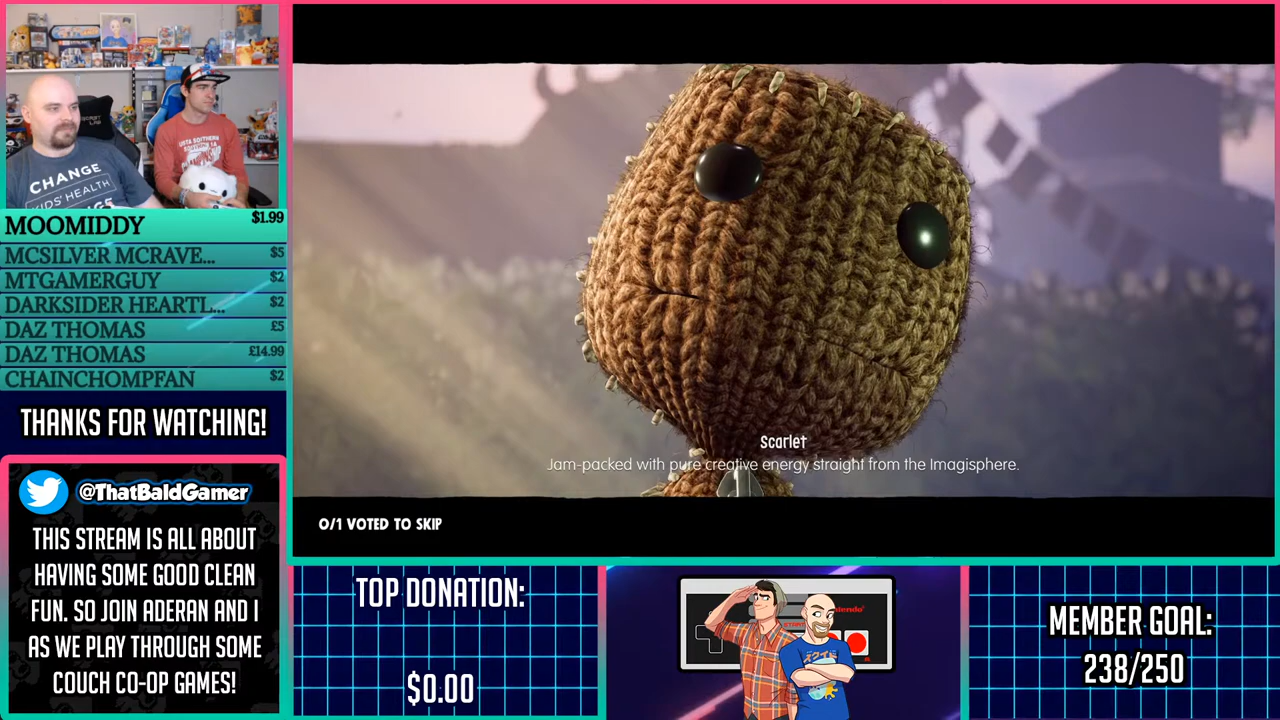 CHANGE
KIDS' HEALTH
USTA SOUTHERN
MOOMIDDY $1.99
MCSILVER MCRAVE... $5
MTGAMERGUY $2
DARKSIDER HEARTL... $2
DAZ THOMAS £5
DAZ THOMAS £14.99
CHAINCHOMPFAN $2
THANKS FOR WATCHING!
@ThatBaldGamer
THIS STREAM IS ALL ABOUT
HAVING SOME GOOD CLEAN
FUN. SO JOIN ADERAN AND I
AS WE PLAY THROUGH SOME
COUCH CO-OP GAMES!
Scarlet
Jam-packed with pure creative energy straight from the Imagisphere.
0/1 VOTED TO SKIP
TOP DONATION:
$0.00
START
MEMBER GOAL:
238/250